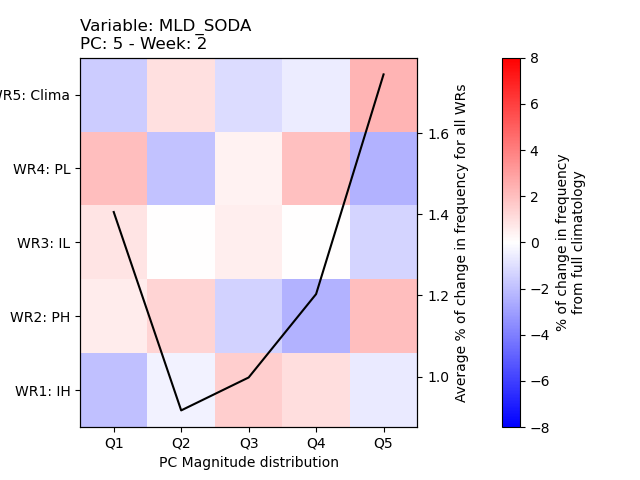 Variable: MLD_SODA
PC: 5 - Week: 2
WR5: Clima
WR4: PL
WR3: IL
WR2: PH
WR1: IH
Q1 Q2 Q3 Q4 Q5
PC Magnitude distribution
1.6
1.4
1.2
1.0
Average % of change in frequency for all WRs
8
6
4
2
0
−2
−4
−6
−8
% of change in frequency
from full climatology